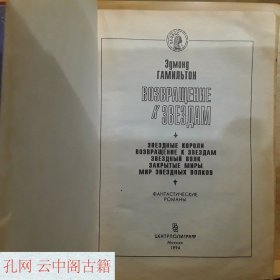 Эдмонд
ГАМИЛЬТОН
ВОЗВРАЩЕНИЕ
К ЗВЕЗДАМ
ЗВЕЗДНЫЕ КОРОЛИ
ВОЗВРАЩЕНИЕ К ЗВЕЗДАМ
ЗВЕЗДНЫЙ ВОЛК
ЗАКРЫТЫЕ МИРЫ
МИР ЗВЕЗДНЫХ ВОЛКОВ
ФАНТАСТИЧЕСКИЕ
РОМАНЫ
ЦЕНТРПОЛИГРАФ
Москва
1994
孔网 云中阁古籍